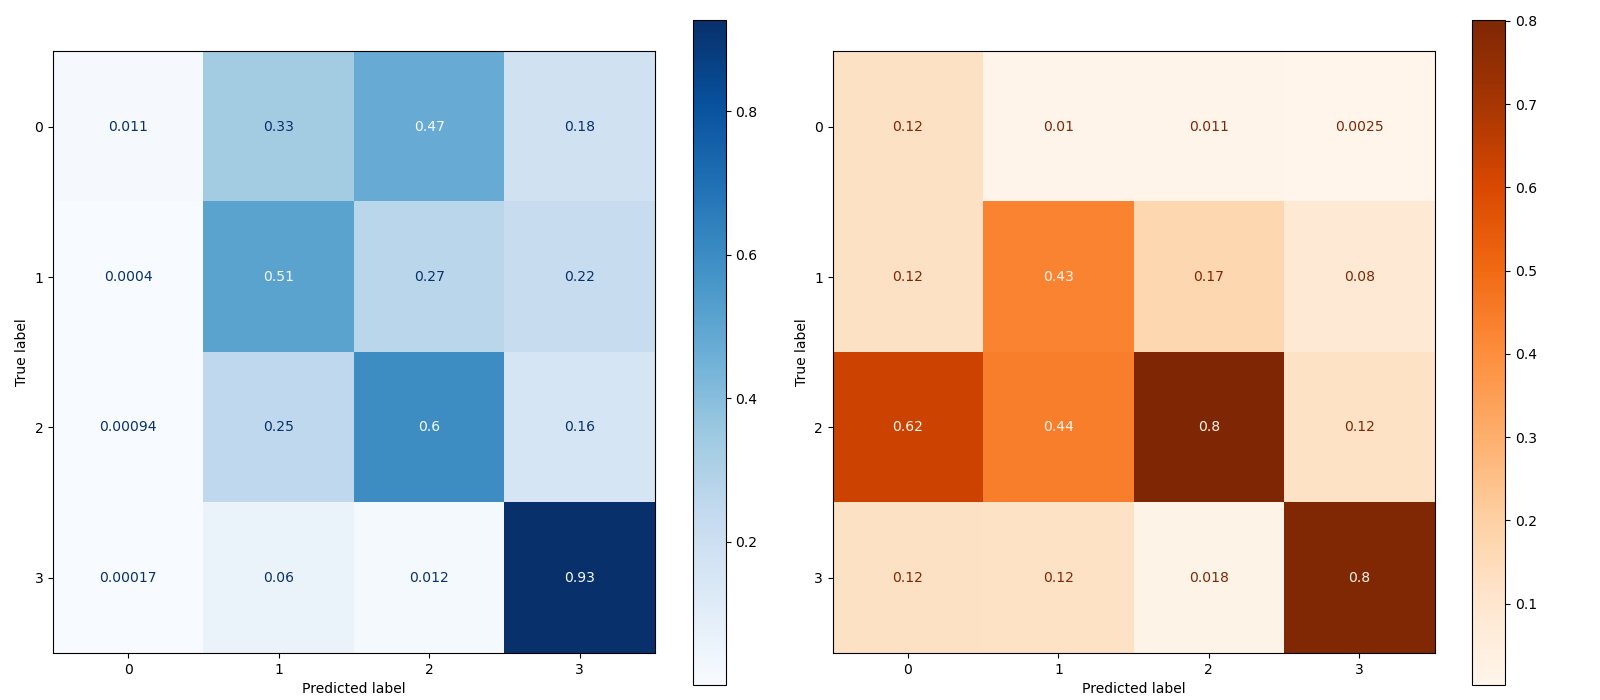 0.8
0.8
0.7
0 0.011 0.33 0.47 0.18
0 0.12 0.01 0.011 0.0025
0.6
0.6
0.5
1 0.0004 0.51 0.27 0.22
1 0.12 0.43 0.17 0.08
True label
True label
0.4
0.4
2 0.00094 0.25 0.6 0.16
2 0.62 0.44 0.8 0.12
0.3
0.2
0.2
3 0.00017 0.06 0.012 0.93
3 0.12 0.12 0.018 0.8
0.1
0 1 2 3
0 1 2 3
Predicted label
Predicted label